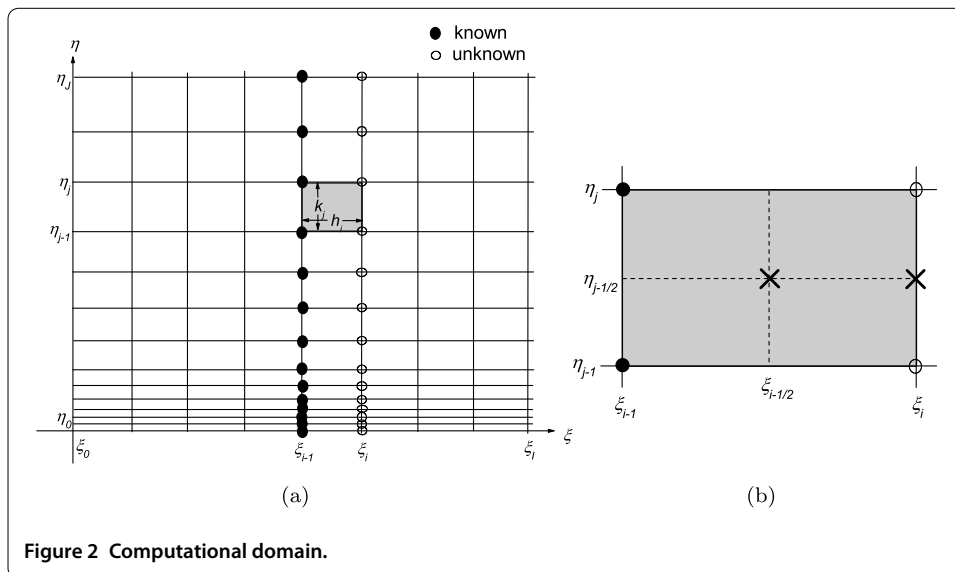 ● known
○ unknown
η
η_J
η_j
k_j
h_i
η_{j-1}
η_0
ξ_0
ξ_{i-1}
ξ_i
ξ_I
ξ
(a)
η_j
η_{j-1/2}
η_{j-1}
ξ_{i-1}
ξ_{i-1/2}
ξ_i
(b)
Figure 2 Computational domain.